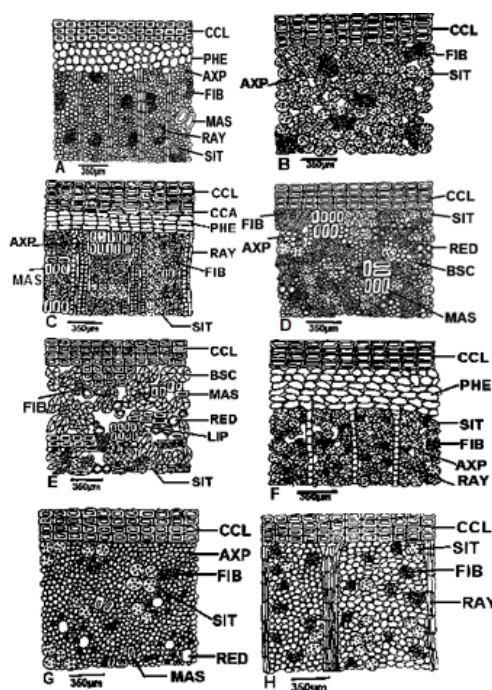 CCL
PHE
AXP
FIB
MAS
RAY
SIT
A
350µm
CCL
FIB
SIT
AXP
B
350µm
CCL
CCA
PHE
AXP
RAY
FIB
MAS
C
350µm
SIT
CCL
FIB
SIT
AXP
RED
BSC
MAS
D
350µm
CCL
BSC
FIB
MAS
RED
LIP
E
350µm
SIT
CCL
PHE
SIT
FIB
AXP
RAY
F
350µm
CCL
AXP
FIB
SIT
RED
G
350µm
MAS
CCL
SIT
FIB
RAY
H
350µm